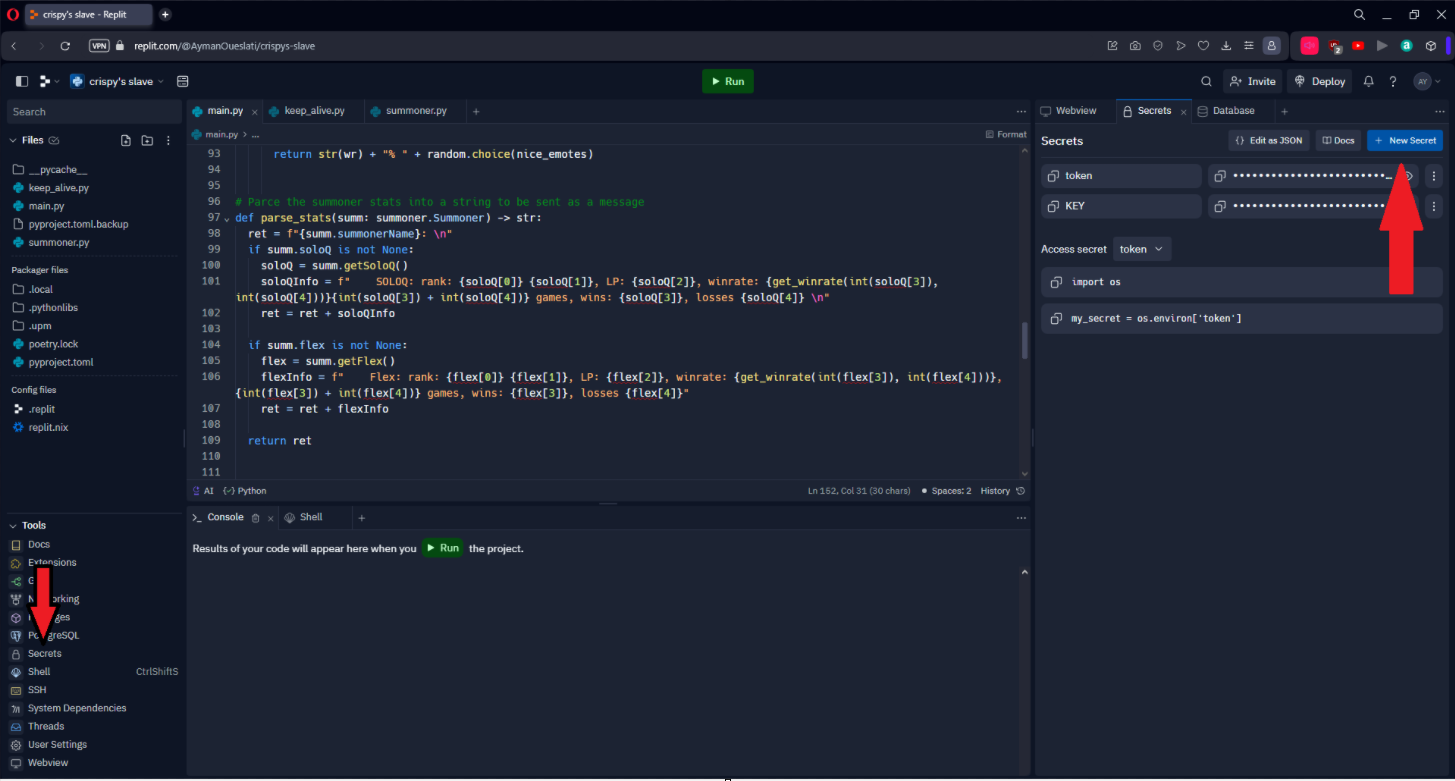 crispy's slave - Replit
VPN replit.com/@AymanOueslati/crispys-slave
2
crispy's slave
Run
Invite
Deploy
?
AY
Search
Files
__pycache__
keep_alive.py
main.py
pyproject.toml.backup
summoner.py
Packager files
.local
.pythonlibs
.upm
poetry.lock
pyproject.toml
Config files
.replit
replit.nix
Tools
Docs
Extensions
PostgreSQL
Secrets
Shell CtrlShiftS
SSH
System Dependencies
Threads
User Settings
Webview
main.py keep_alive.py summoner.py
main.py > ... Format
93 return str(wr) + "% " + random.choice(nice_emotes)
94
95
96 # Parce the summoner stats into a string to be sent as a message
97 def parse_stats(summ: summoner.Summoner) -> str:
98 ret = f"{summ.summonerName}: \n"
99 if summ.soloQ is not None:
100 soloQ = summ.getSoloQ()
101 soloQInfo = f" SOLOQ: rank: {soloQ[0]} {soloQ[1]}, LP: {soloQ[2]}, winrate: {get_winrate(int(soloQ[3]),
int(soloQ[4]))}{int(soloQ[3]) + int(soloQ[4])} games, wins: {soloQ[3]}, losses {soloQ[4]} \n"
102 ret = ret + soloQInfo
103
104 if summ.flex is not None:
105 flex = summ.getFlex()
106 flexInfo = f" Flex: rank: {flex[0]} {flex[1]}, LP: {flex[2]}, winrate: {get_winrate(int(flex[3]), int(flex[4]))},
{int(flex[3]) + int(flex[4])} games, wins: {flex[3]}, losses {flex[4]}"
107 ret = ret + flexInfo
108
109 return ret
110
111
AI Python Ln 152, Col 31 (30 chars) Spaces: 2 History
Console Shell
Results of your code will appear here when you Run the project.
Webview Secrets Database
Secrets
Edit as JSON
Docs
New Secret
token
KEY
Access secret token
import os
my_secret = os.environ['token']